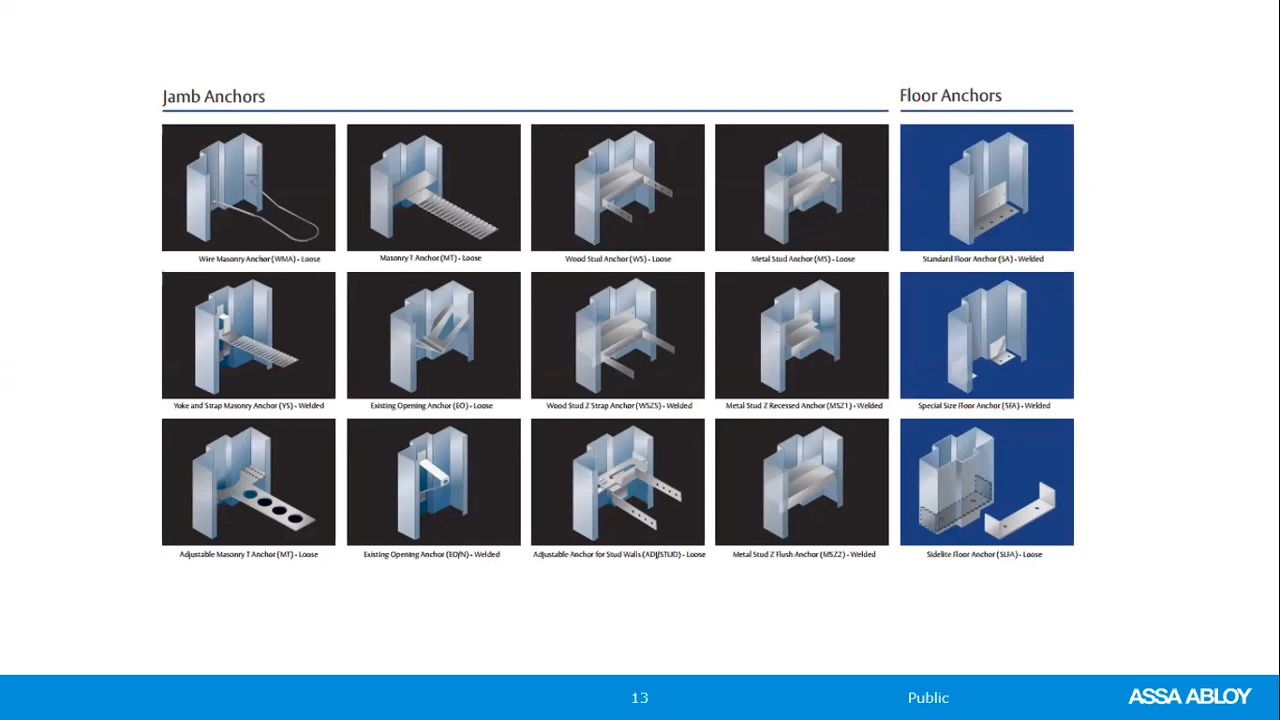 Jamb Anchors
Floor Anchors
Wire Masonry Anchor (WMA) - Loose
Masonry T Anchor (MT) - Loose
Wood Stud Anchor (WS) - Loose
Metal Stud Anchor (MS) - Loose
Standard Floor Anchor (SA) - Welded
Yoke and Strap Masonry Anchor (YS) - Welded
Existing Opening Anchor (EO) - Loose
Wood Stud Z Strap Anchor (WSZS) - Welded
Metal Stud Z Recessed Anchor (MSZ1) - Welded
Special Size Floor Anchor (SFA) - Welded
Adjustable Masonry T Anchor (MT) - Loose
Existing Opening Anchor (EO/N) - Welded
Adjustable Anchor for Stud Walls (ADJ/STUD) - Loose
Metal Stud Z Flush Anchor (MSZ2) - Welded
Sidelite Floor Anchor (SLFA) - Loose
13
Public
ASSA ABLOY